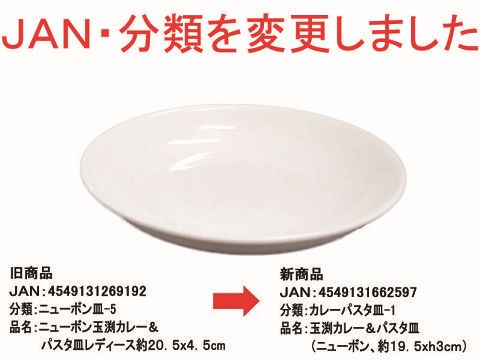 JAN・分類を変更しました
旧商品
JAN:4549131269192
分類:ニューボン皿-5
品名:ニューボン玉渕カレー&
パスタ皿レディース約20.5x4.5cm
新商品
JAN:4549131662597
分類:カレーパスタ皿-1
品名:玉渕カレー&パスタ皿
(ニューボン、約19.5xh3cm)